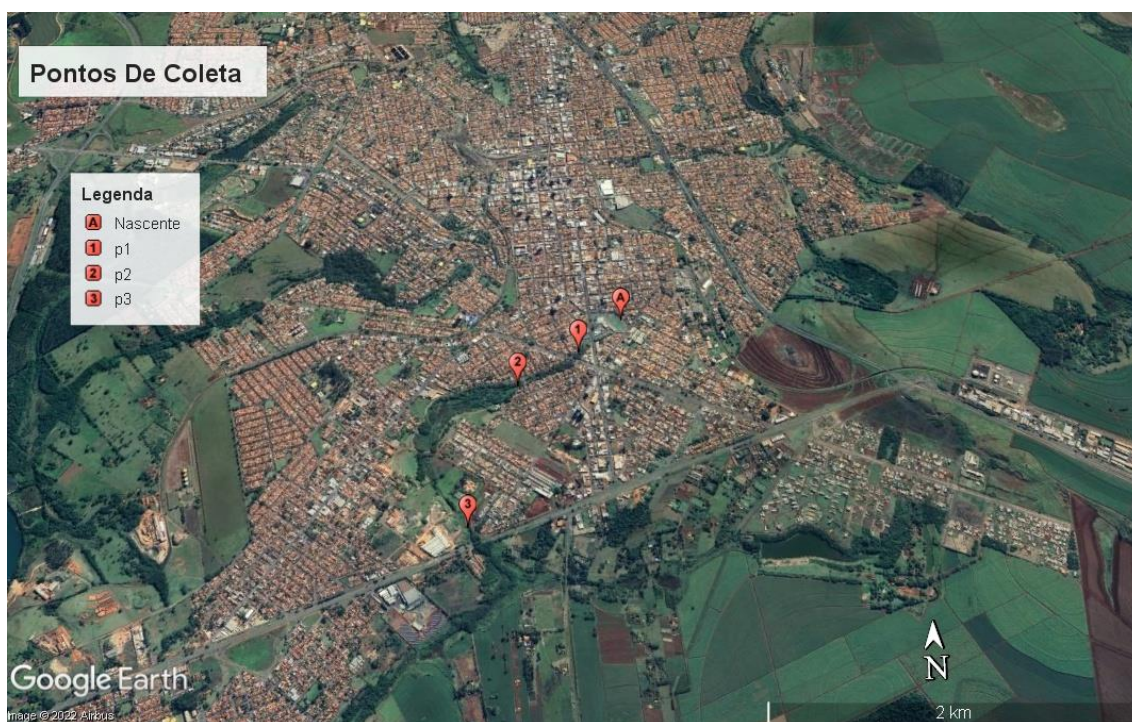 Pontos De Coleta
Legenda
A Nascente
1 p1
2 p2
3 p3
A
1
2
3
N
Google Earth
Image © 2022 Airbus
2 km